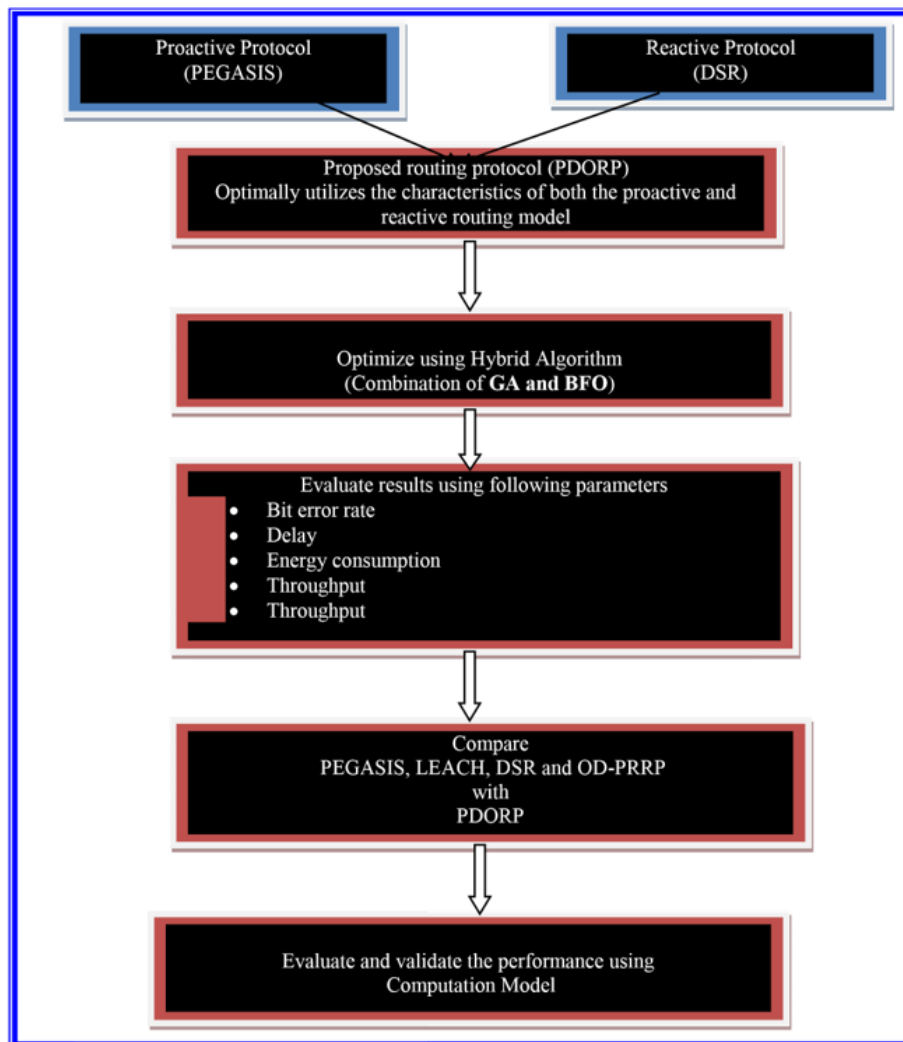 Proactive Protocol
(PEGASIS)
Reactive Protocol
(DSR)
Proposed routing protocol (PDORP)
Optimally utilizes the characteristics of both the proactive and
reactive routing model
Optimize using Hybrid Algorithm
(Combination of GA and BFO)
Evaluate results using following parameters
• Bit error rate
• Delay
• Energy consumption
• Throughput
• Throughput
Compare
PEGASIS, LEACH, DSR and OD-PRRP
with
PDORP
Evaluate and validate the performance using
Computation Model